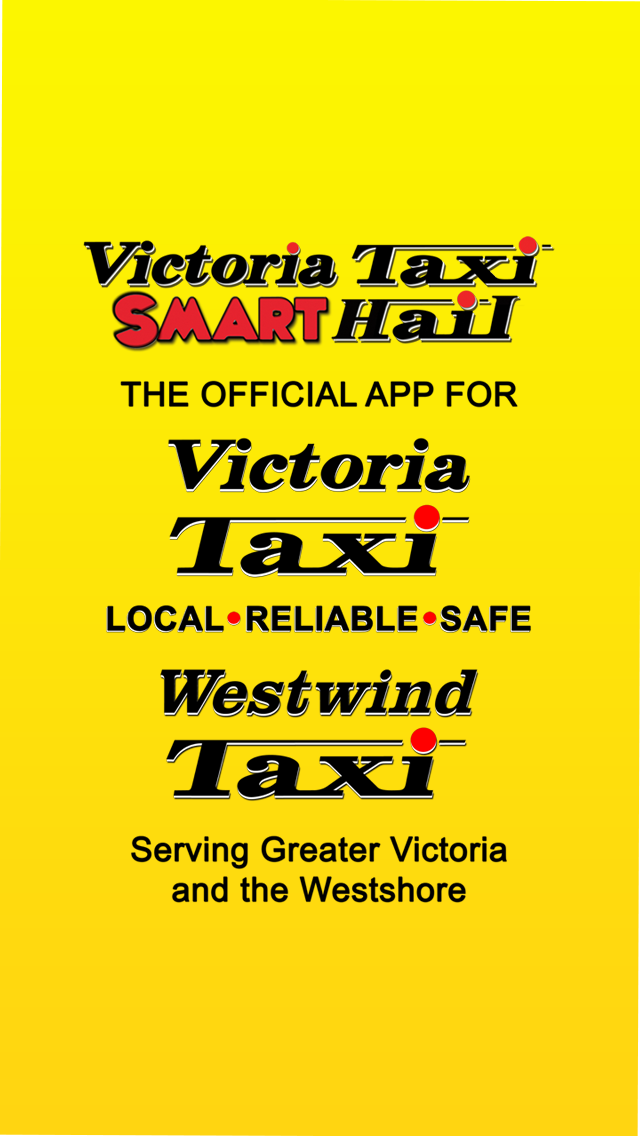 Victoria Taxi
SMART Hail
THE OFFICIAL APP FOR
Victoria
Taxi
LOCAL•RELIABLE•SAFE
Westwind
Taxi
Serving Greater Victoria
and the Westshore